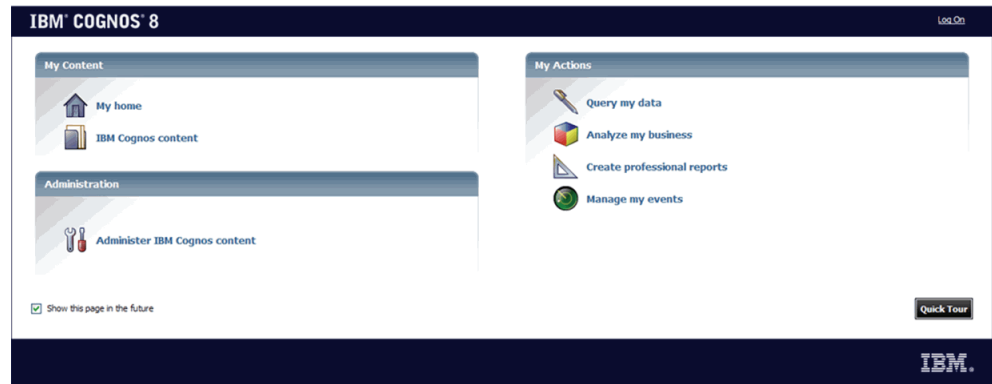 IBM® COGNOS® 8
Log On
My Content
My home
IBM Cognos content
Administration
Administer IBM Cognos content
My Actions
Query my data
Analyze my business
Create professional reports
Manage my events
Show this page in the future
Quick Tour
IBM®